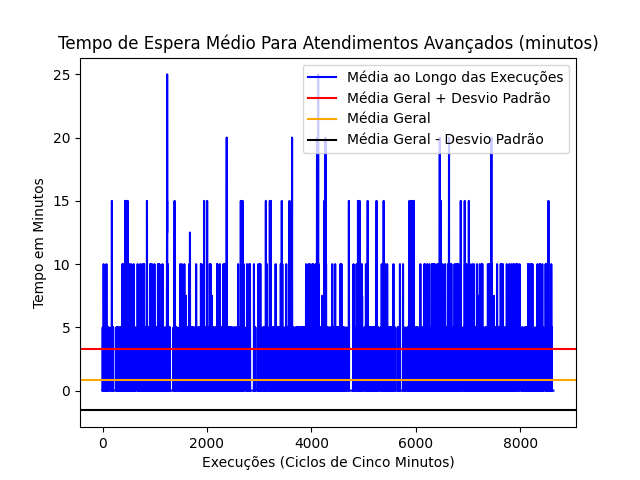 Tempo de Espera Médio Para Atendimentos Avançados (minutos)
Média ao Longo das Execuções
Média Geral + Desvio Padrão
Média Geral
Média Geral - Desvio Padrão
Tempo em Minutos
25
20
15
10
5
0
0 2000 4000 6000 8000
Execuções (Ciclos de Cinco Minutos)